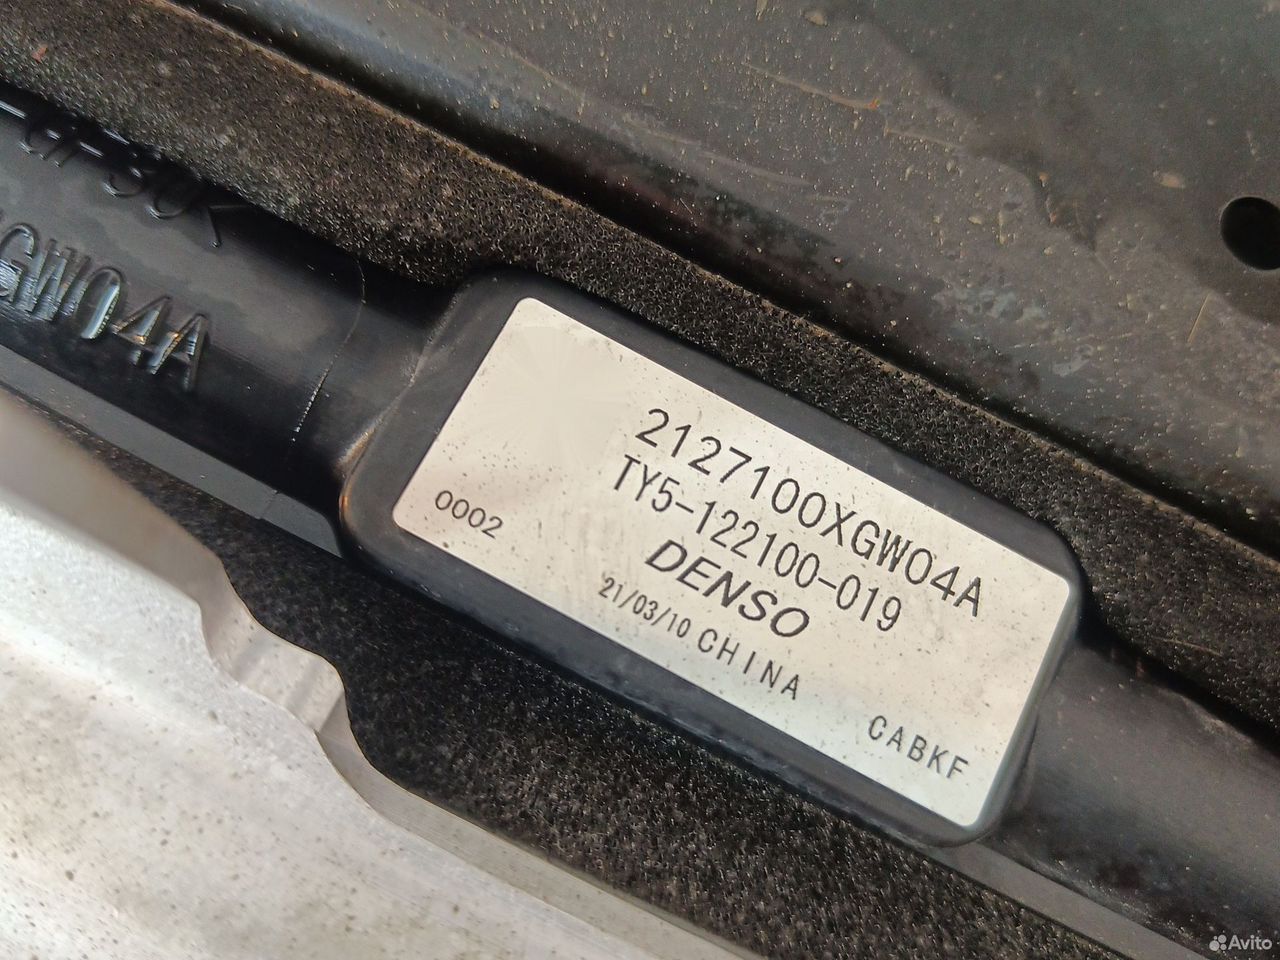 GW04A
2127100XGW04A
TY5-122100-019
DENSO
0002
21/03/10 CHINA
CABKF
Avito